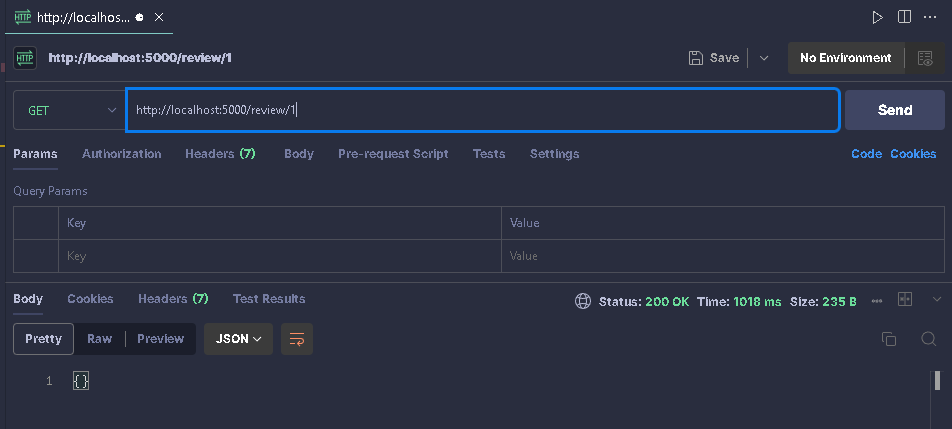 HTTP http://localhos...
HTTP http://localhost:5000/review/1 Save No Environment
GET http://localhost:5000/review/1 Send
Params Authorization Headers (7) Body Pre-request Script Tests Settings Code Cookies
Query Params
Key Value
Key Value
Body Cookies Headers (7) Test Results Status: 200 OK Time: 1018 ms Size: 235 B
Pretty Raw Preview JSON
1 {}